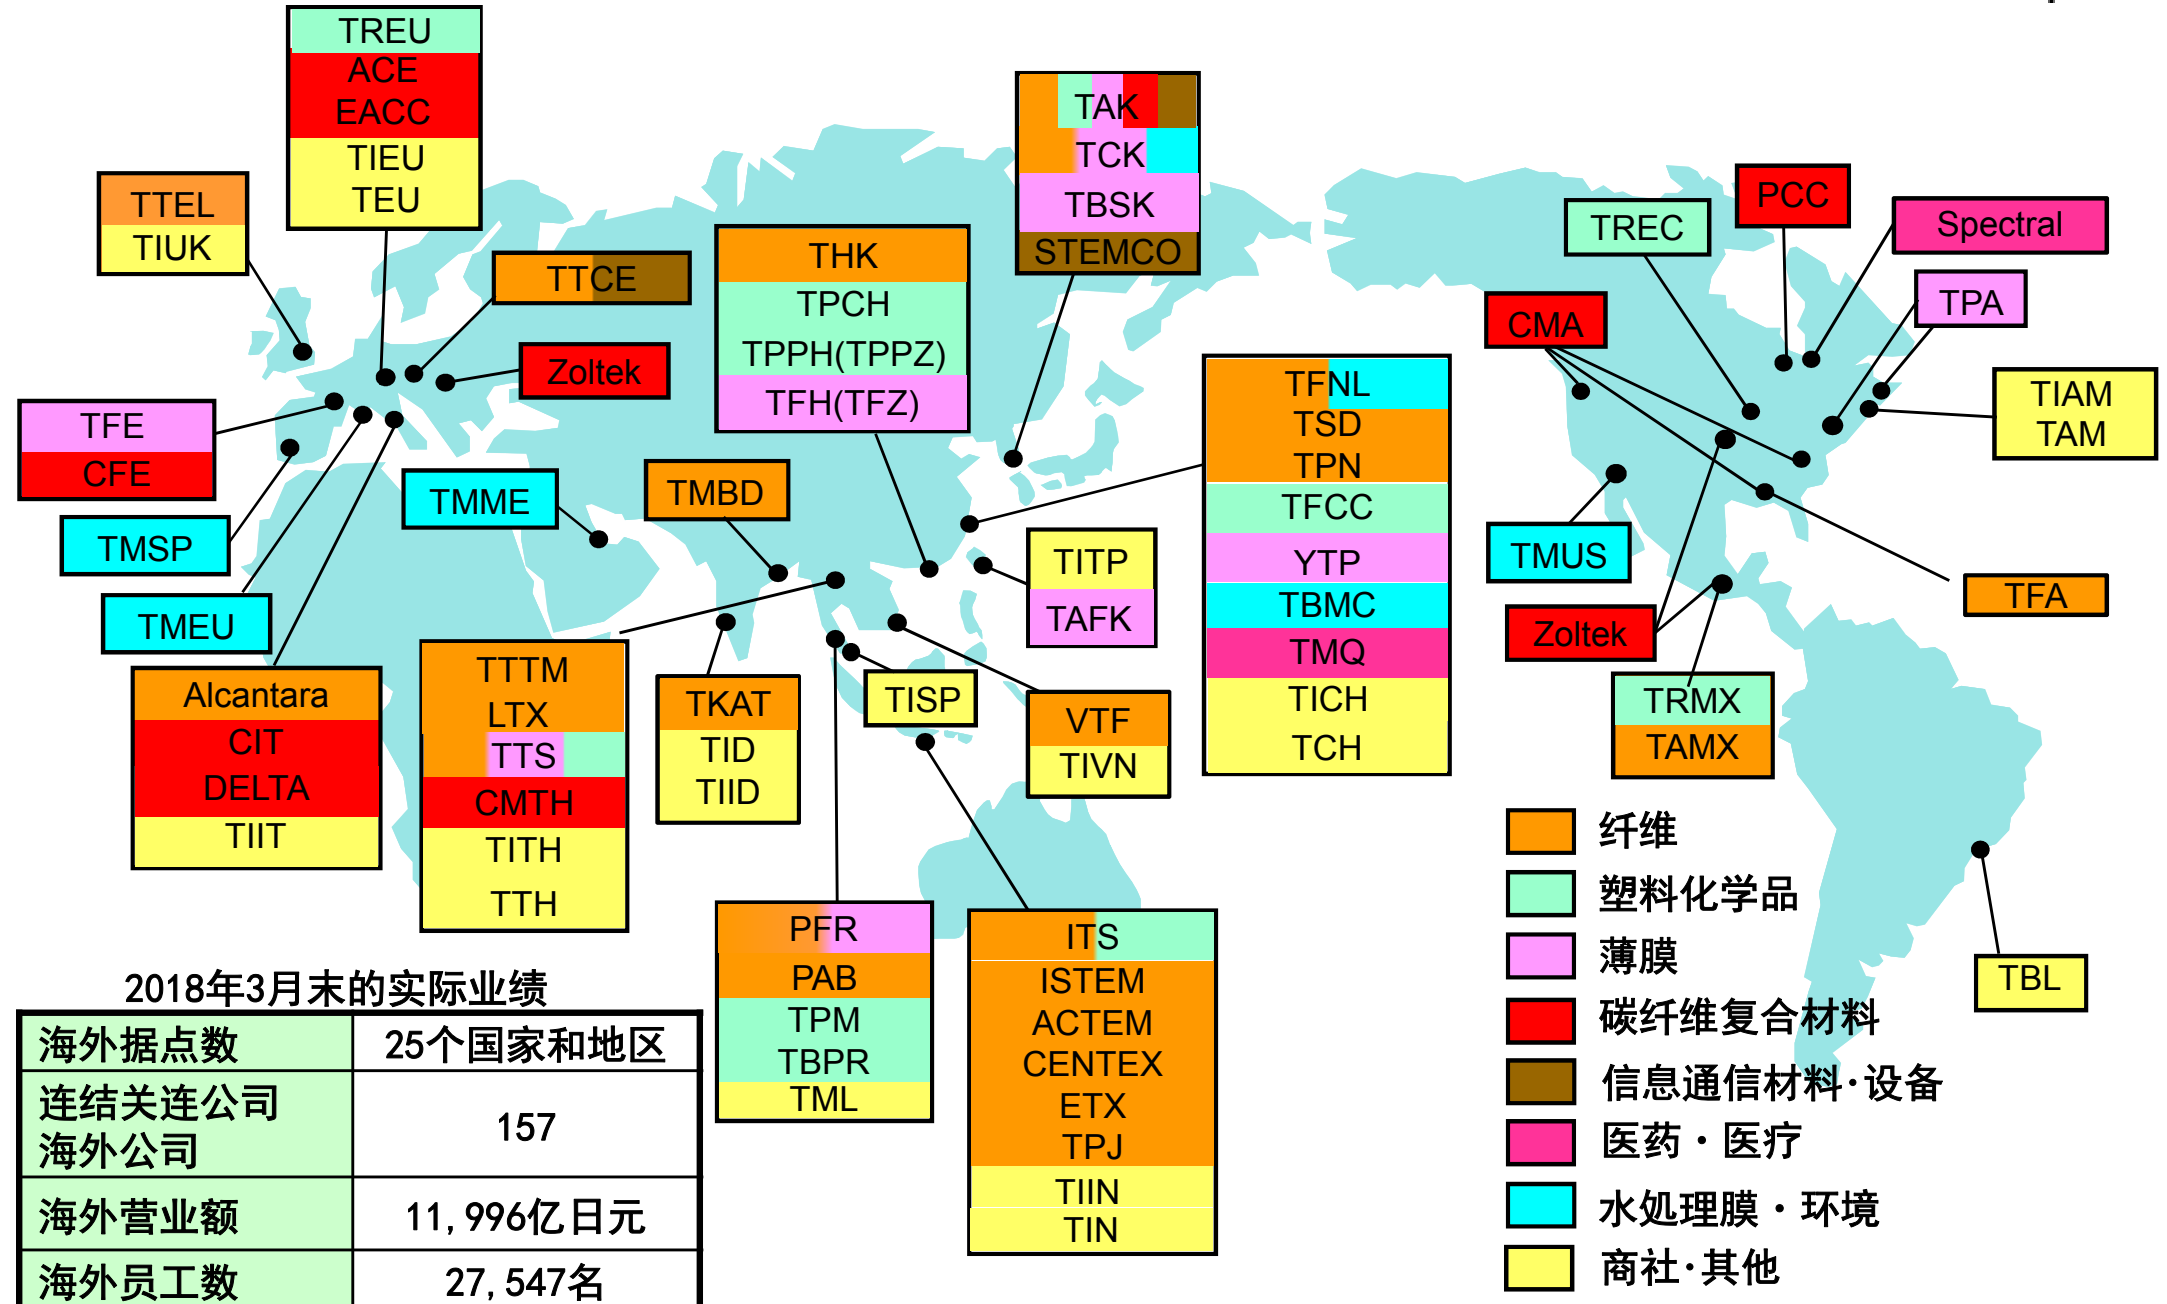 TREU
ACE
EACC
TIEU
TEU
TTEL
TIUK
TTCE
Zoltek
TFE
CFE
TMSP
TMEU
Alcantara
CIT
DELTA
TIIT
TMME
TMBD
THK
TPCH
TPPH(TPPZ)
TFH(TFZ)
TAK
TCK
TBSK
STEMCO
TTTM
LTX
TTS
CMTH
TITH
TTH
TKAT
TID
TIID
TISP
VTF
TIVN
TITP
TAFK
TFNL
TSD
TPN
TFCC
YTP
TBMC
TMQ
TICH
TCH
PFR
PAB
TPM
TBPR
TML
ITS
ISTEM
ACTEM
CENTEX
ETX
TPJ
TIIN
TIN
PCC
TREC
Spectral
CMA
TPA
TIAM
TAM
TMUS
TFA
Zoltek
TRMX
TAMX
TBL
纤维
塑料化学品
薄膜
碳纤维复合材料
信息通信材料·设备
医药・医疗
水処理膜・环境
商社·其他
2018年3月末的实际业绩
海外据点数 25个国家和地区
连结关连公司
海外公司 157
海外营业额 11,996亿日元
海外员工数 27,547名